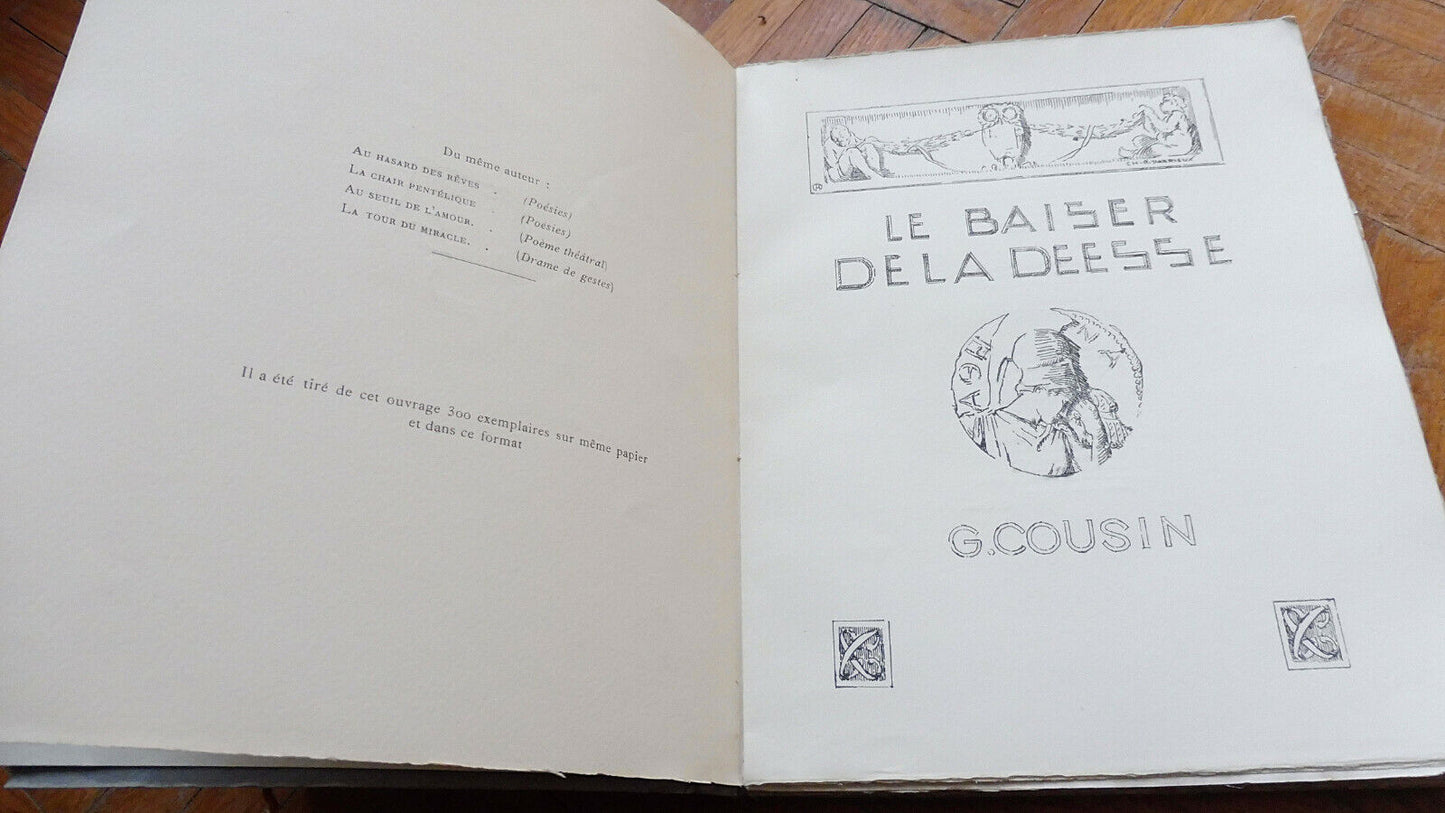 Du même auteur :
Au hasard des rêves . (Poésies)
La chair pentélique . (Poésies)
Au seuil de l'amour. . (Poème théâtral)
La tour du miracle. . (Drame de gestes)
Il a été tiré de cet ouvrage 300 exemplaires sur même papier
et dans ce format
LE BAISER
DE LA DEESSE
G. COUSIN